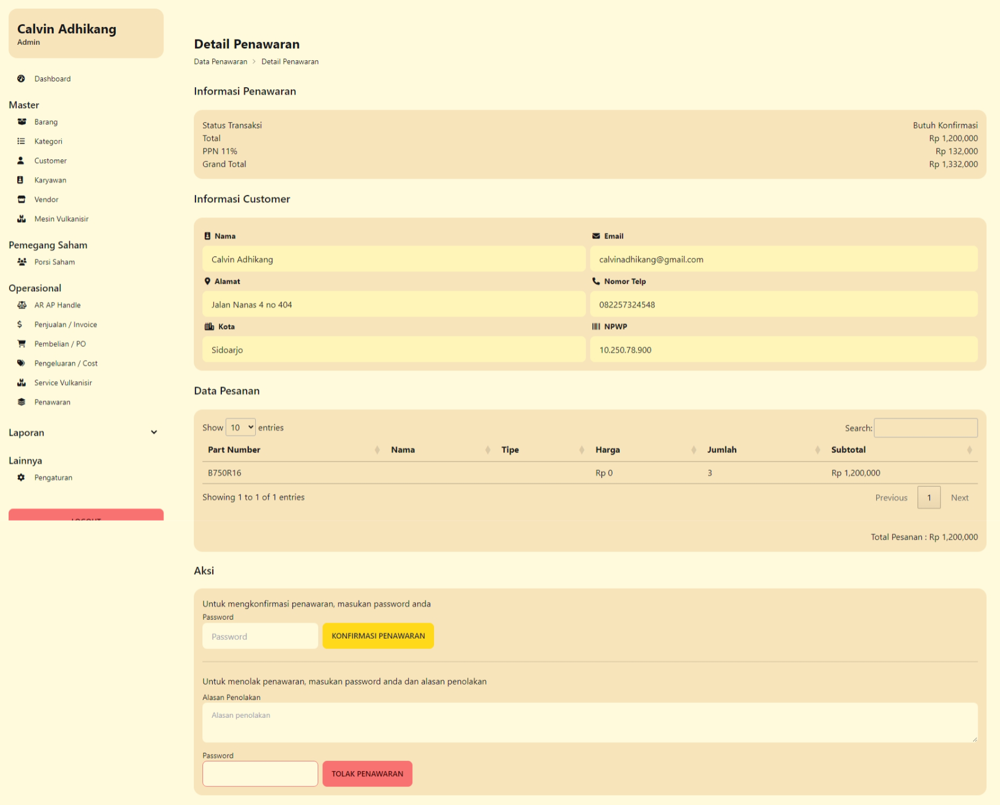 Calvin Adhikang
Admin
Dashboard
Master
Barang
Kategori
Customer
Karyawan
Vendor
Mesin Vulkanisir
Pemegang Saham
Porsi Saham
Operasional
AR AP Handle
Penjualan / Invoice
Pembelian / PO
Pengeluaran / Cost
Service Vulkanisir
Penawaran
Laporan
Lainnya
Pengaturan
LOGOUT
Detail Penawaran
Data Penawaran > Detail Penawaran
Informasi Penawaran
Status Transaksi Butuh Konfirmasi
Total Rp 1,200,000
PPN 11% Rp 132,000
Grand Total Rp 1,332,000
Informasi Customer
Nama Email
Calvin Adhikang calvinadhikang@gmail.com
Alamat Nomor Telp
Jalan Nanas 4 no 404 082257324548
Kota NPWP
Sidoarjo 10.250.78.900
Data Pesanan
Show 10 entries Search:
Part Number Nama Tipe Harga Jumlah Subtotal
B750R16 Rp 0 3 Rp 1,200,000
Showing 1 to 1 of 1 entries Previous 1 Next
Total Pesanan : Rp 1,200,000
Aksi
Untuk mengkonfirmasi penawaran, masukan password anda
Password
Password KONFIRMASI PENAWARAN
Untuk menolak penawaran, masukan password anda dan alasan penolakan
Alasan Penolakan
Alasan penolakan
Password
TOLAK PENAWARAN